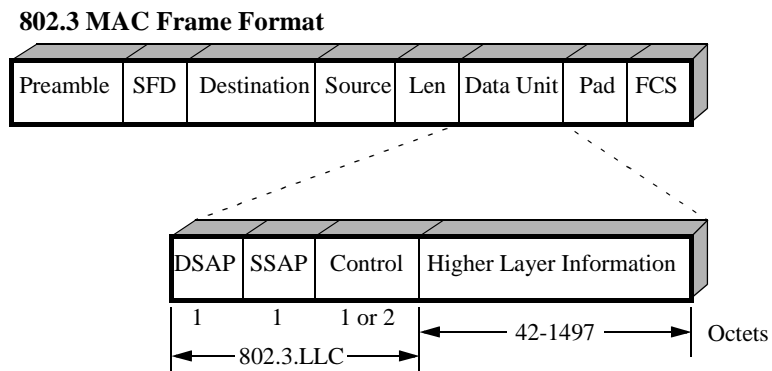 802.3 MAC Frame Format
Preamble SFD Destination Source Len Data Unit Pad FCS
DSAP SSAP Control Higher Layer Information
1 1 1 or 2 42-1497 Octets
802.3.LLC